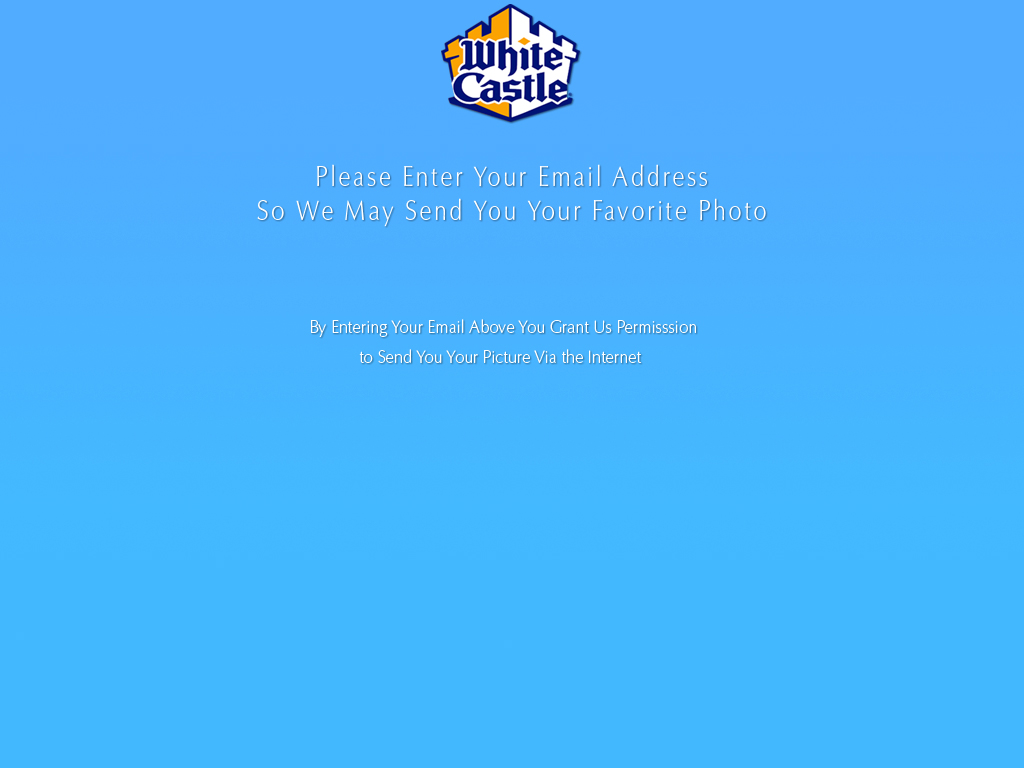 White
Castle
Please Enter Your Email Address
So We May Send You Your Favorite Photo
By Entering Your Email Above You Grant Us Permisssion
to Send You Your Picture Via the Internet